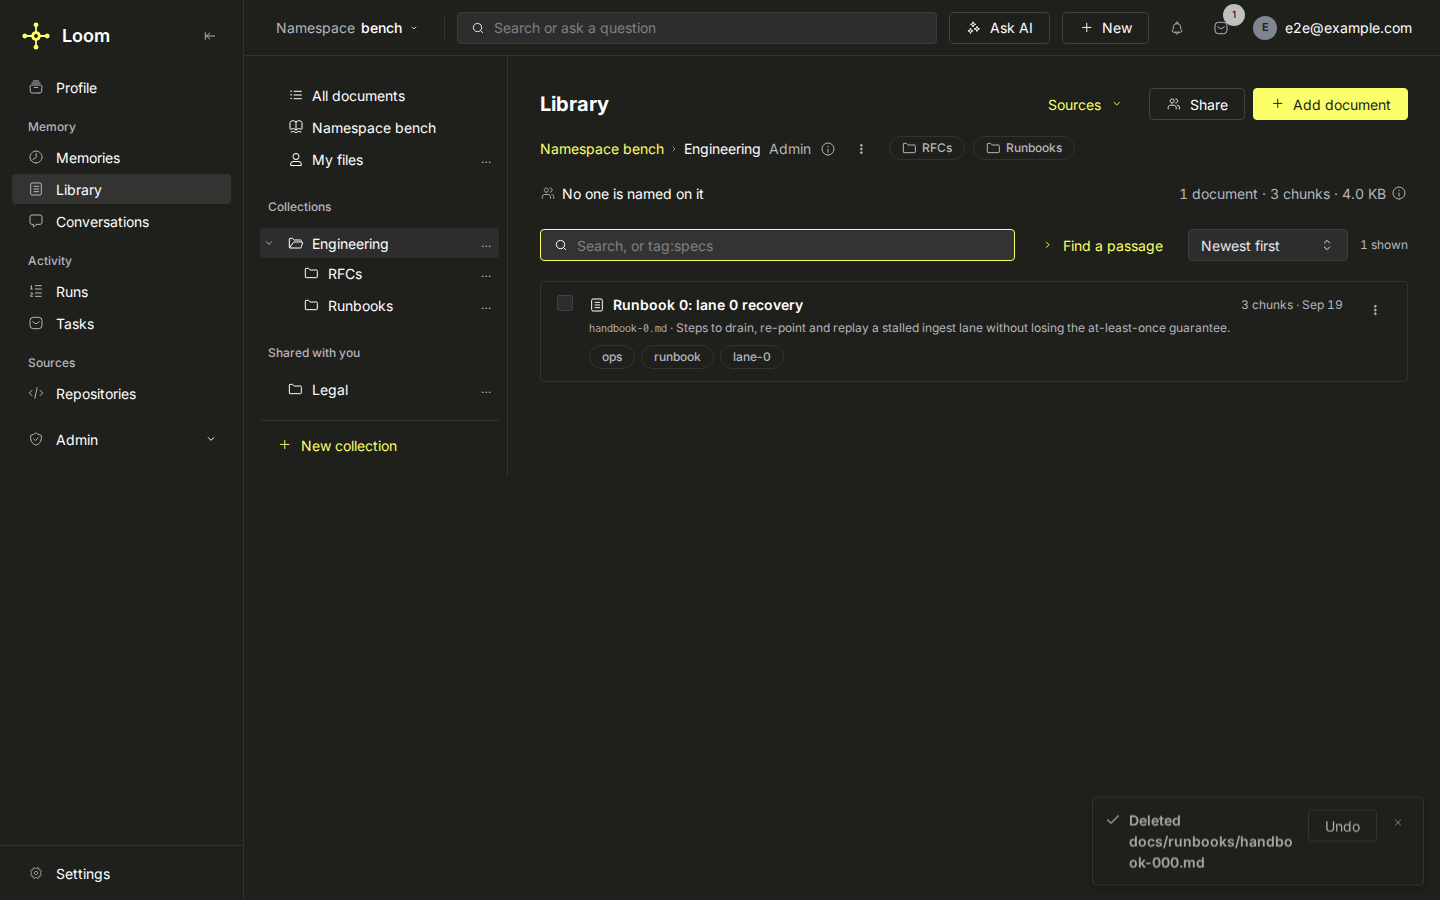 Loom
Profile
Memory
Memories
Library
Conversations
Activity
Runs
Tasks
Sources
Repositories
Admin
Settings
Namespace bench
Search or ask a question
Ask AI
New
1
E
e2e@example.com
All documents
Namespace bench
My files
...
Collections
Engineering
...
RFCs
...
Runbooks
...
Shared with you
Legal
...
New collection
Library
Sources
Share
Add document
Namespace bench › Engineering Admin
RFCs
Runbooks
No one is named on it
1 document · 3 chunks · 4.0 KB
Search, or tag:specs
Find a passage
Newest first
1 shown
Runbook 0: lane 0 recovery
3 chunks · Sep 19
handbook-0.md · Steps to drain, re-point and replay a stalled ingest lane without losing the at-least-once guarantee.
ops
runbook
lane-0
Deleted
docs/runbooks/handbo
ok-000.md
Undo